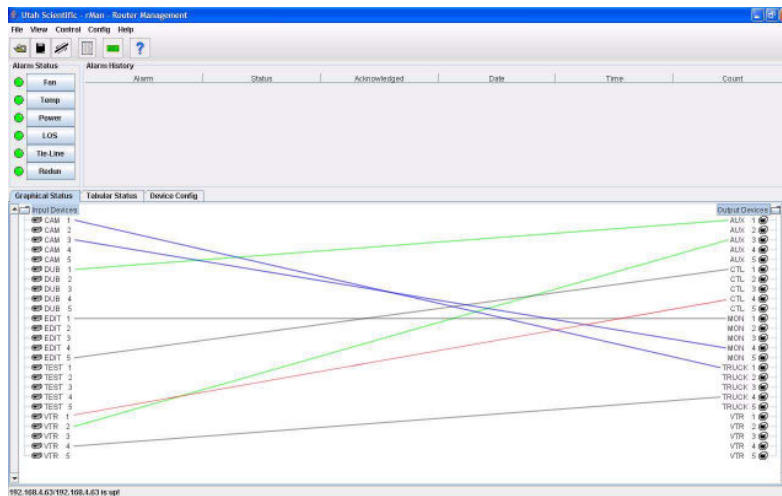 Utah Scientific - rMan - Router Management
File View Control Config Help
Alarm Status Alarm History
Alarm Status Acknowledged Date Time Count
Fan
Temp
Power
LOS
Tie-Line
Redun
Graphical Status Tabular Status Device Config
Input Devices Output Devices
CAM 1 AUX 1
CAM 2 AUX 2
CAM 3 AUX 3
CAM 4 AUX 4
CAM 5 AUX 5
DUB 1 CTL 1
DUB 2 CTL 2
DUB 3 CTL 3
DUB 4 CTL 4
DUB 5 CTL 5
EDIT 1 MON 1
EDIT 2 MON 2
EDIT 3 MON 3
EDIT 4 MON 4
EDIT 5 MON 5
TEST 1 TRUCK 1
TEST 2 TRUCK 2
TEST 3 TRUCK 3
TEST 4 TRUCK 4
TEST 5 TRUCK 5
VTR 1 VTR 1
VTR 2 VTR 2
VTR 3 VTR 3
VTR 4 VTR 4
VTR 5 VTR 5
192.168.4.63/192.168.4.63 is up!